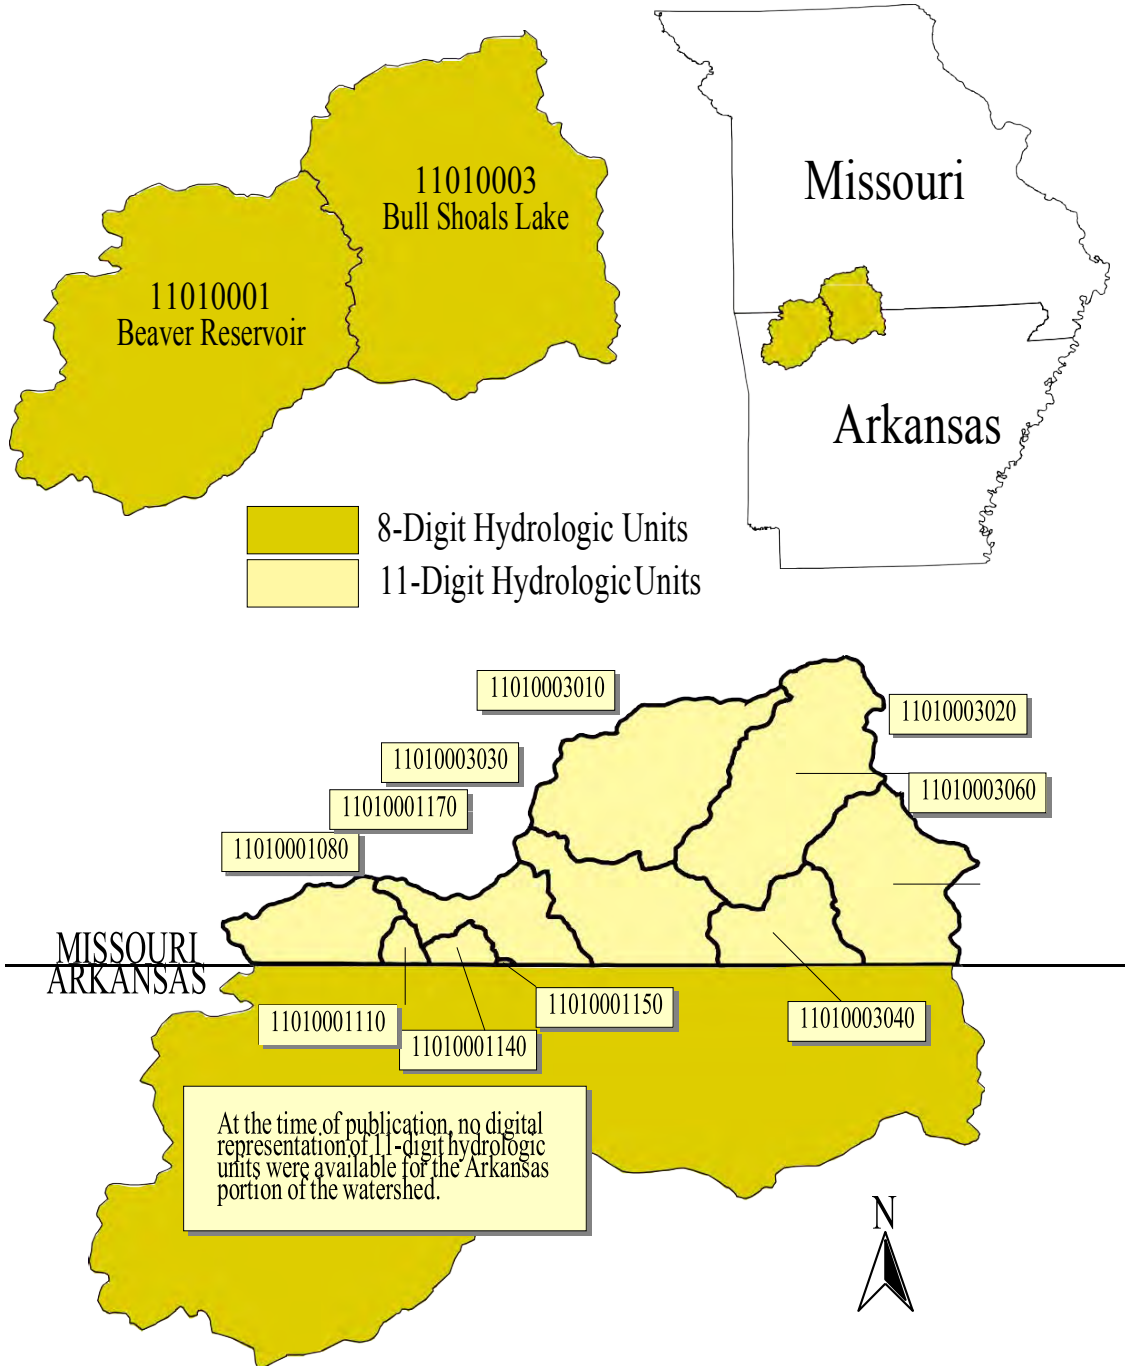 11010003
Bull Shoals Lake
11010001
Beaver Reservoir
Missouri
Arkansas
8-Digit Hydrologic Units
11-Digit Hydrologic Units
11010003010
11010003020
11010003030
11010003060
11010001170
11010001080
MISSOURI
ARKANSAS
11010001110
11010001140
11010001150
11010003040
At the time of publication, no digital
representation of 11-digit hydrologic
units were available for the Arkansas
portion of the watershed.
N